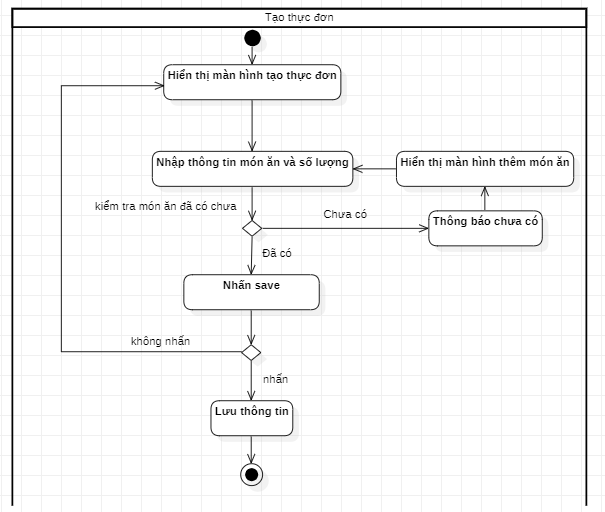 Tạo thực đơn
Hiển thị màn hình tạo thực đơn
Nhập thông tin món ăn và số lượng
Hiển thị màn hình thêm món ăn
kiểm tra món ăn đã có chưa
Chưa có
Thông báo chưa có
Đã có
Nhấn save
không nhấn
nhấn
Lưu thông tin